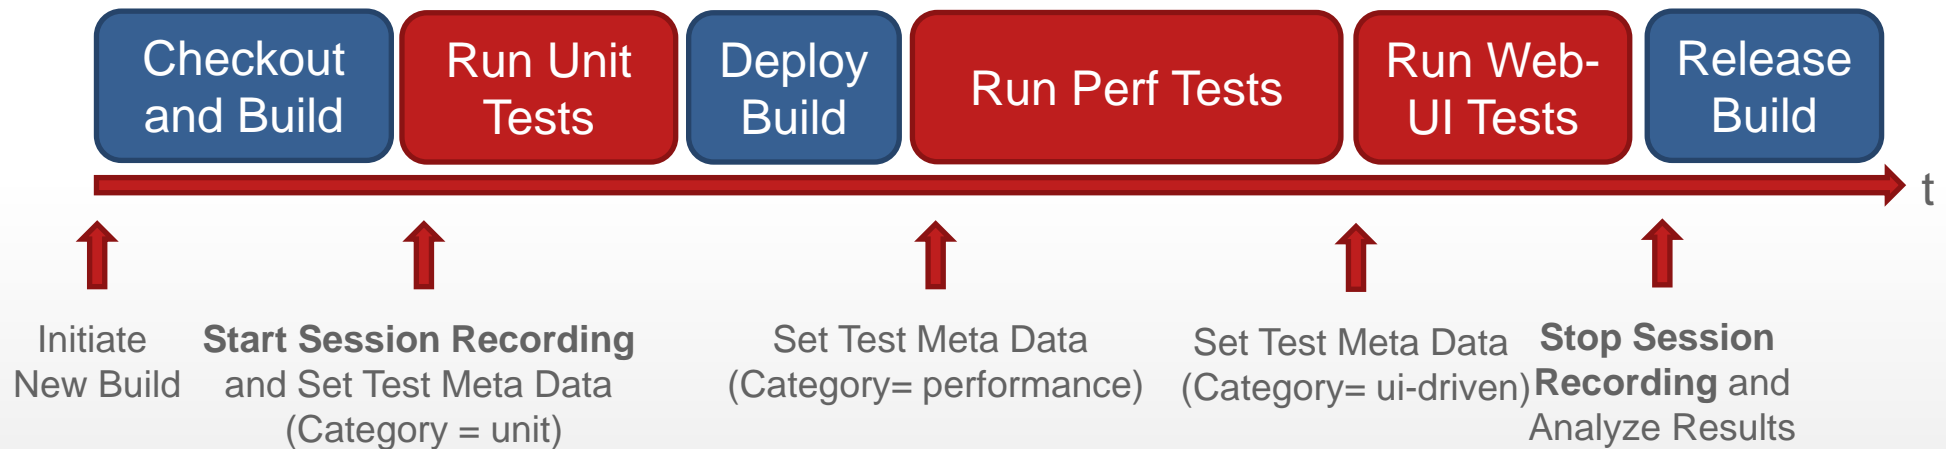 Checkout
and Build
Run Unit
Tests
Deploy
Build
Run Perf Tests
Run Web-
UI Tests
Release
Build
t
Initiate
New Build
Start Session Recording
and Set Test Meta Data
(Category = unit)
Set Test Meta Data
(Category= performance)
Set Test Meta Data
(Category= ui-driven)
Stop Session
Recording and
Analyze Results